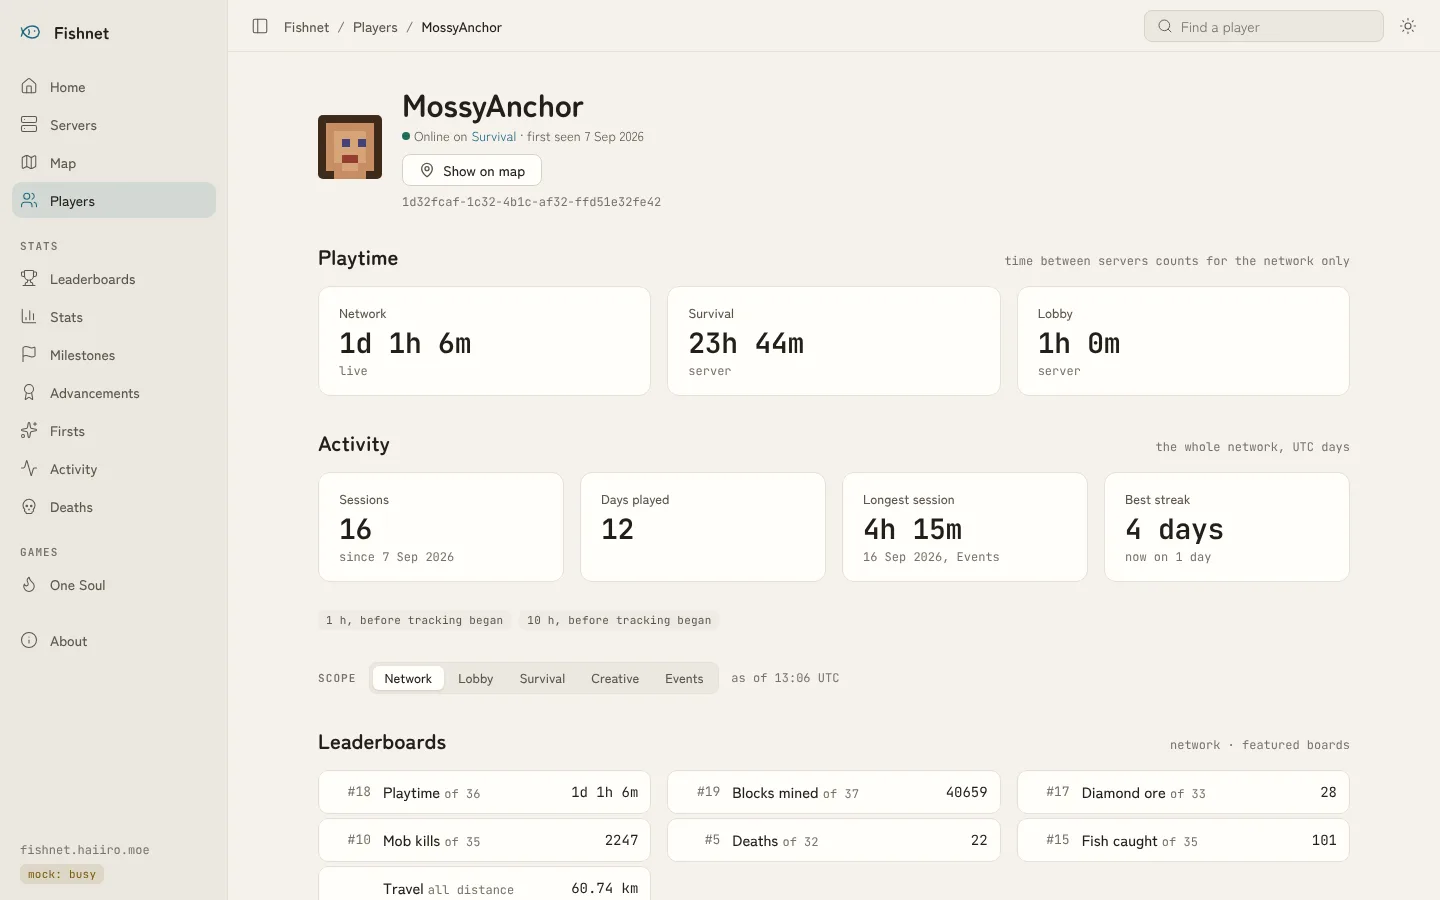 Fishnet
Fishnet / Players / MossyAnchor
Find a player
Home
Servers
Map
Players
STATS
Leaderboards
Stats
Milestones
Advancements
Firsts
Activity
Deaths
GAMES
One Soul
About
fishnet.haiiro.moe
mock: busy
MossyAnchor
Online on Survival · first seen 7 Sep 2026
Show on map
1d32fcaf-1c32-4b1c-af32-ffd51e32fe42
Playtime
time between servers counts for the network only
Network
1d 1h 6m
live
Survival
23h 44m
server
Lobby
1h 0m
server
Activity
the whole network, UTC days
Sessions
16
since 7 Sep 2026
Days played
12
Longest session
4h 15m
16 Sep 2026, Events
Best streak
4 days
now on 1 day
1 h, before tracking began
10 h, before tracking began
SCOPE Network Lobby Survival Creative Events as of 13:06 UTC
Leaderboards
network · featured boards
#18 Playtime of 36 1d 1h 6m
#19 Blocks mined of 37 40659
#17 Diamond ore of 33 28
#10 Mob kills of 35 2247
#5 Deaths of 32 22
#15 Fish caught of 35 101
Travel all distance 60.74 km